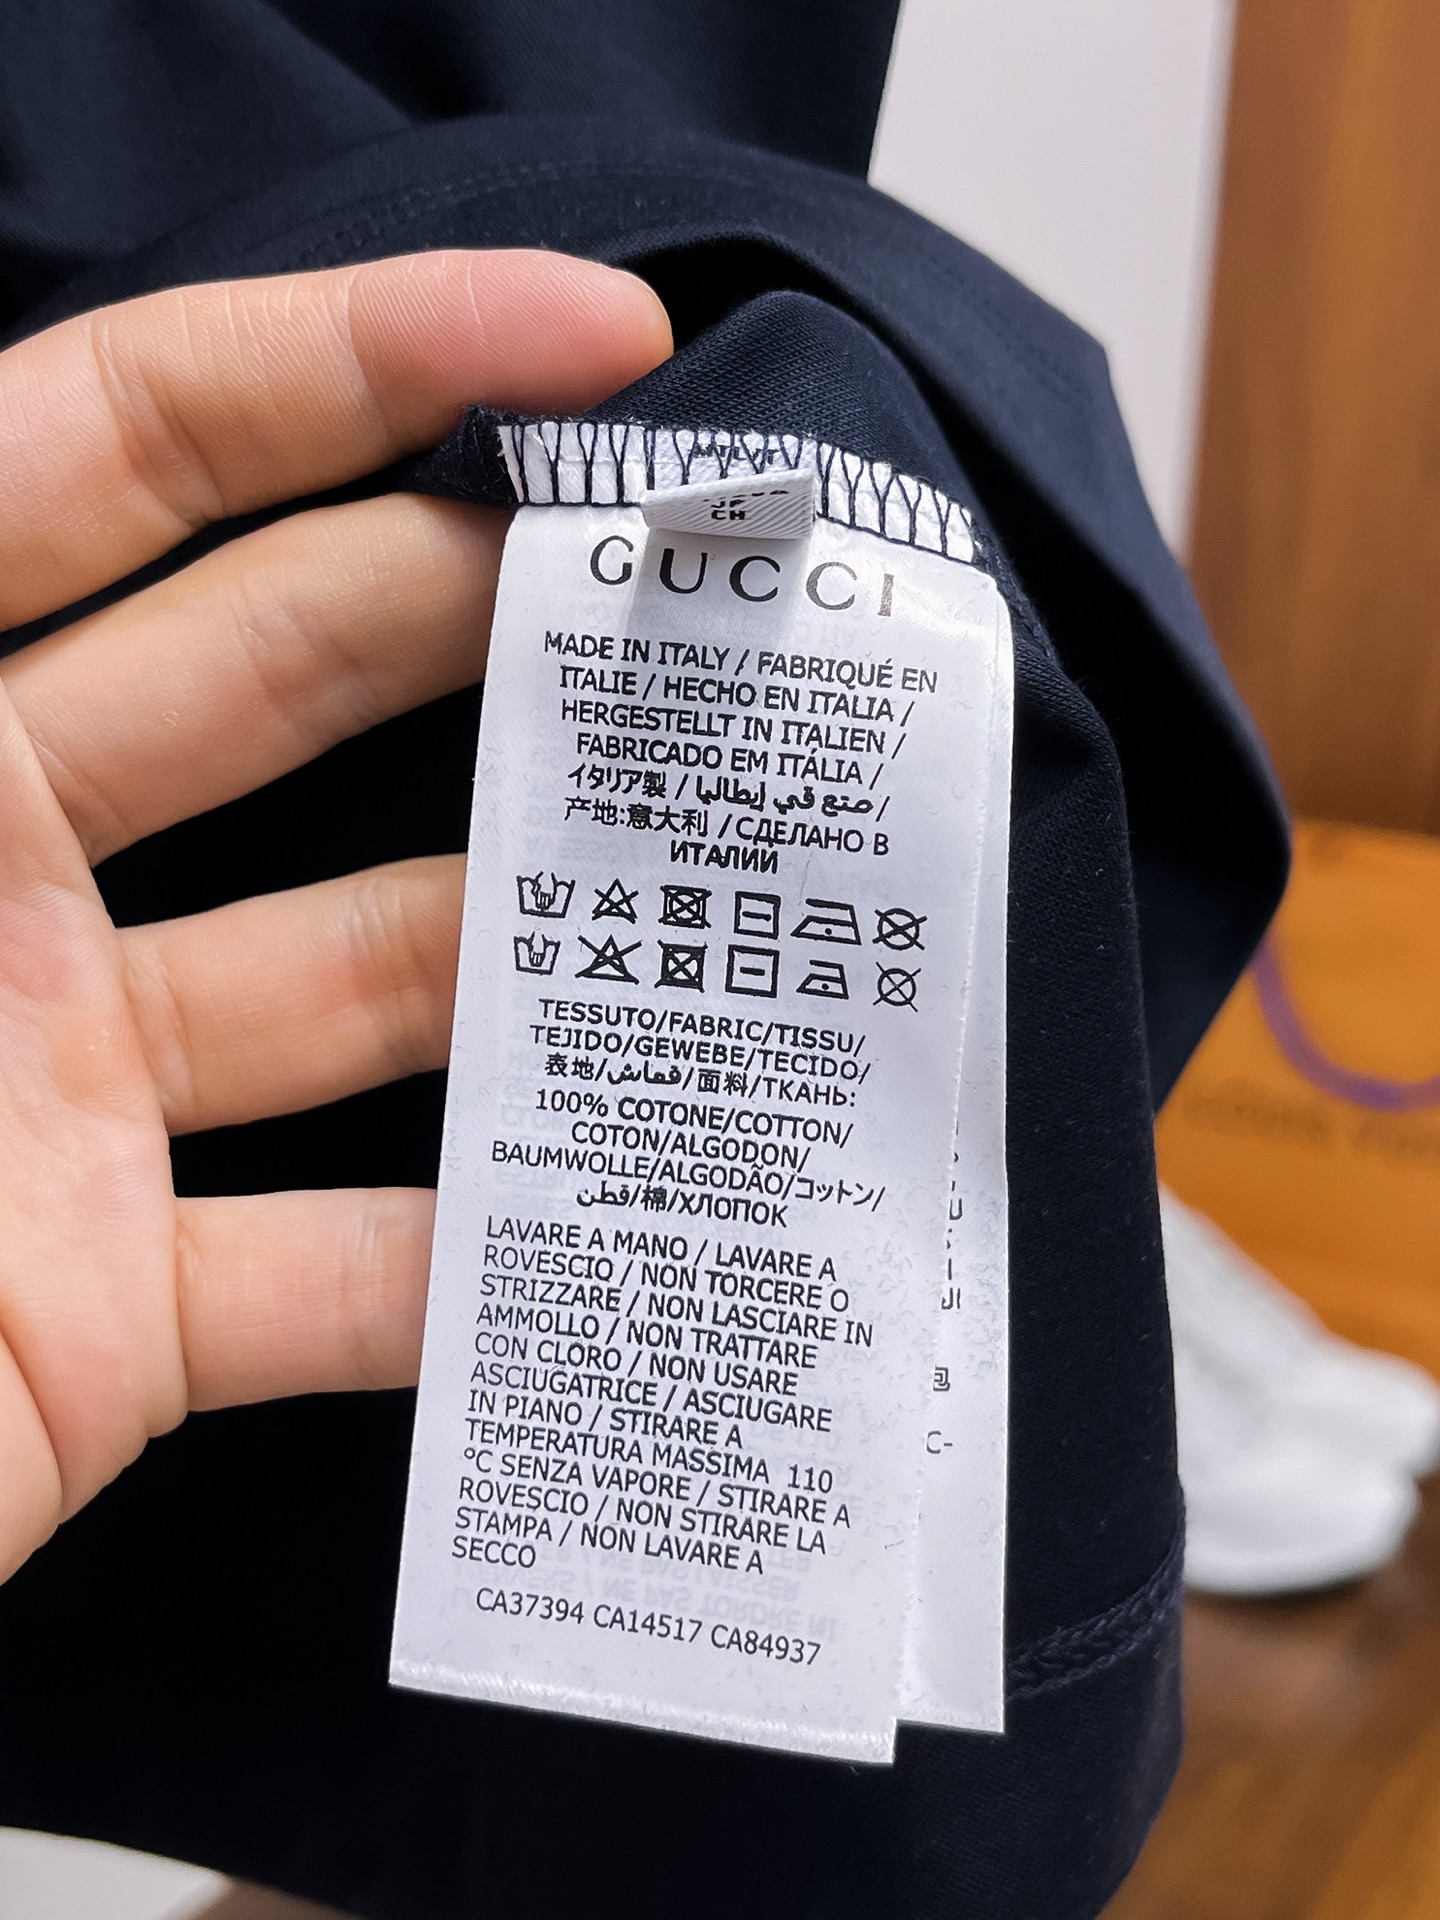 JP
CH
GUCCI
MADE IN ITALY / FABRIQUÉ EN
ITALIE / HECHO EN ITALIA /
HERGESTELLT IN ITALIEN /
FABRICADO EM ITÁLIA /
イタリア製 / صنع في إيطاليا /
产地:意大利 / СДЕЛАНО В
ИТАЛИИ
TESSUTO/FABRIC/TISSU/
TEJIDO/GEWEBE/TECIDO/
表地/قماش/面料/ТКАНЬ:
100% COTONE/COTTON/
COTON/ALGODON/
BAUMWOLLE/ALGODÃO/コットン/
قطن/棉/ХЛОПОК
LAVARE A MANO / LAVARE A
ROVESCIO / NON TORCERE O
STRIZZARE / NON LASCIARE IN
AMMOLLO / NON TRATTARE
CON CLORO / NON USARE
ASCIUGATRICE / ASCIUGARE
IN PIANO / STIRARE A
TEMPERATURA MASSIMA 110
°C SENZA VAPORE / STIRARE A
ROVESCIO / NON STIRARE LA
STAMPA / NON LAVARE A
SECCO
CA37394 CA14517 CA84937